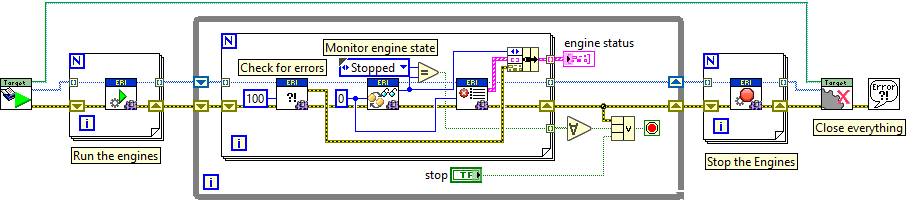 Target
N
ERI
i
Run the engines
N
Monitor engine state
Check for errors
Stopped
=
ERI
?!
ERI
ERI
100
0
i
engine status
stop
TF
∀
v
i
N
ERI
i
Stop the Engines
Target
Error
?!
Close everything